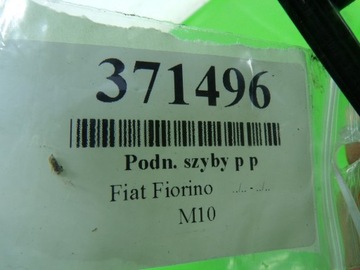 371496
Podn. szyby p p
Fiat Fiorino ../.. - ../..
M10